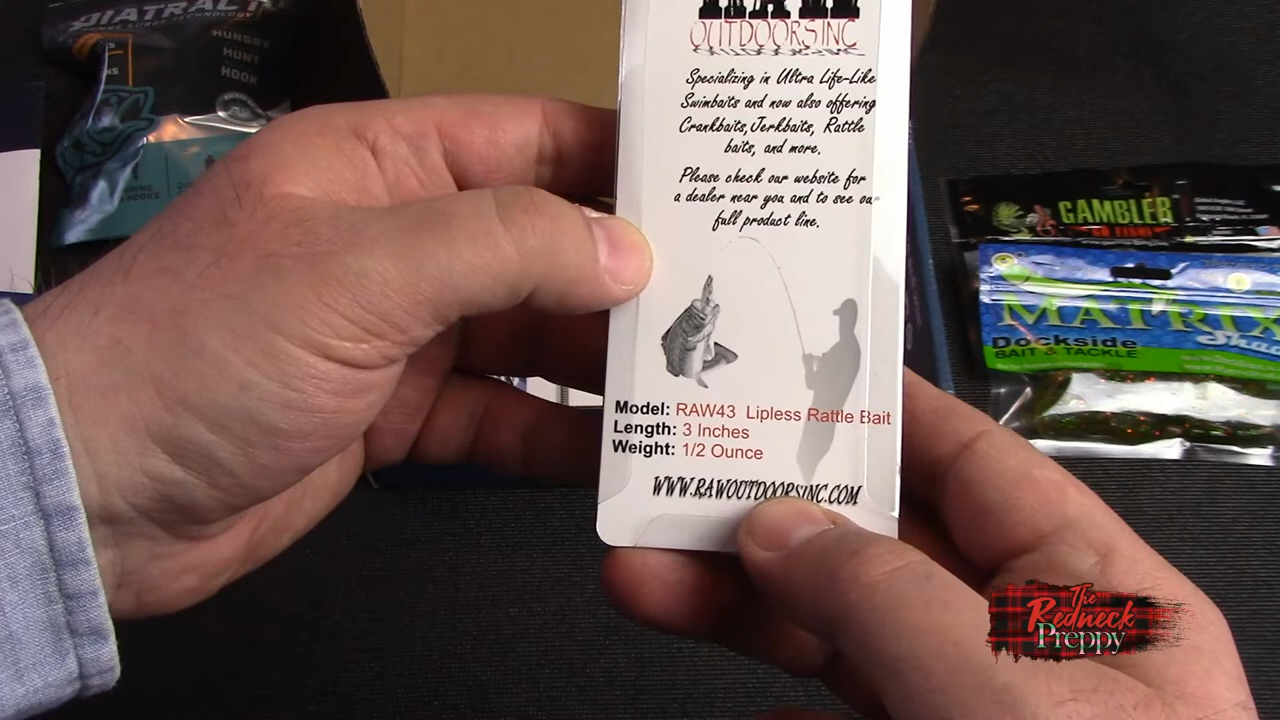 DIATRACT
HUNGRY
HUNT
HOOK
OUTDOORSINC
Specializing in Ultra Life-Like
Swimbaits and now also offering
Crankbaits, Jerkbaits, Rattle
baits, and more.
Please check our website for
a dealer near you and to see our
full product line.
Model: RAW43 Lipless Rattle Bait
Length: 3 Inches
Weight: 1/2 Ounce
WWW.RAWOUTDOORSINC.COM
GAMBLER
MATRIX
Shad
Dockside
BAIT & TACKLE
The
Redneck
Preppy